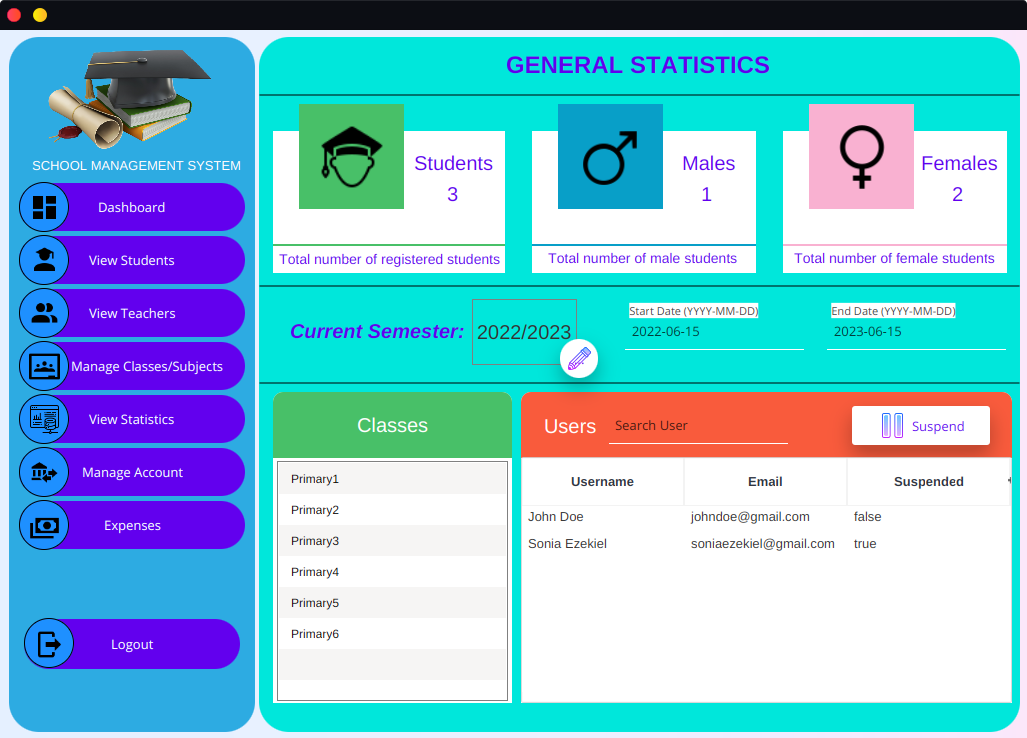 GENERAL STATISTICS
SCHOOL MANAGEMENT SYSTEM
Dashboard
View Students
View Teachers
Manage Classes/Subjects
View Statistics
Manage Account
Expenses
Logout
Students
3
Total number of registered students
Males
1
Total number of male students
Females
2
Total number of female students
Current Semester:
2022/2023
Start Date (YYYY-MM-DD)
2022-06-15
End Date (YYYY-MM-DD)
2023-06-15
Classes
Primary1
Primary2
Primary3
Primary4
Primary5
Primary6
Users
Search User
Suspend
Username Email Suspended
John Doe johndoe@gmail.com false
Sonia Ezekiel soniaezekiel@gmail.com true